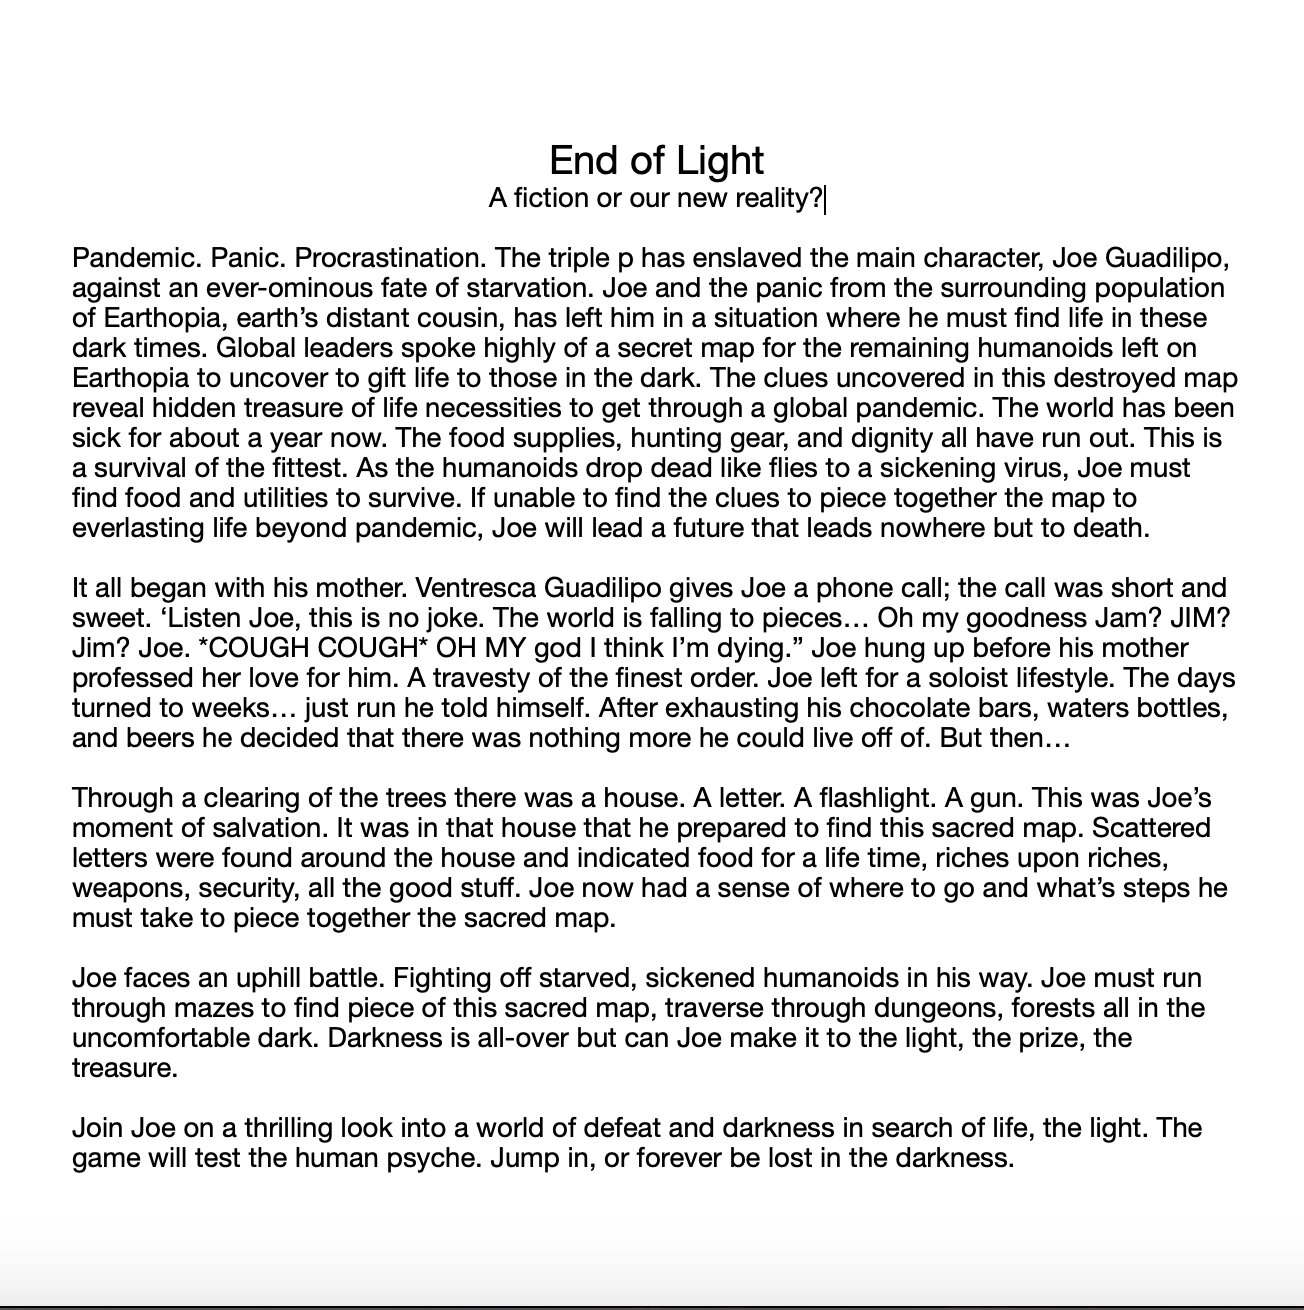 End of Light
A fiction or our new reality?
Pandemic. Panic. Procrastination. The triple p has enslaved the main character, Joe Guadilipo,
against an ever-ominous fate of starvation. Joe and the panic from the surrounding population
of Earthopia, earth’s distant cousin, has left him in a situation where he must find life in these
dark times. Global leaders spoke highly of a secret map for the remaining humanoids left on
Earthopia to uncover to gift life to those in the dark. The clues uncovered in this destroyed map
reveal hidden treasure of life necessities to get through a global pandemic. The world has been
sick for about a year now. The food supplies, hunting gear, and dignity all have run out. This is
a survival of the fittest. As the humanoids drop dead like flies to a sickening virus, Joe must
find food and utilities to survive. If unable to find the clues to piece together the map to
everlasting life beyond pandemic, Joe will lead a future that leads nowhere but to death.
It all began with his mother. Ventresca Guadilipo gives Joe a phone call; the call was short and
sweet. ‘Listen Joe, this is no joke. The world is falling to pieces… Oh my goodness Jam? JIM?
Jim? Joe. *COUGH COUGH* OH MY god I think I’m dying.” Joe hung up before his mother
professed her love for him. A travesty of the finest order. Joe left for a soloist lifestyle. The days
turned to weeks… just run he told himself. After exhausting his chocolate bars, waters bottles,
and beers he decided that there was nothing more he could live off of. But then…
Through a clearing of the trees there was a house. A letter. A flashlight. A gun. This was Joe’s
moment of salvation. It was in that house that he prepared to find this sacred map. Scattered
letters were found around the house and indicated food for a life time, riches upon riches,
weapons, security, all the good stuff. Joe now had a sense of where to go and what’s steps he
must take to piece together the sacred map.
Joe faces an uphill battle. Fighting off starved, sickened humanoids in his way. Joe must run
through mazes to find piece of this sacred map, traverse through dungeons, forests all in the
uncomfortable dark. Darkness is all-over but can Joe make it to the light, the prize, the
treasure.
Join Joe on a thrilling look into a world of defeat and darkness in search of life, the light. The
game will test the human psyche. Jump in, or forever be lost in the darkness.